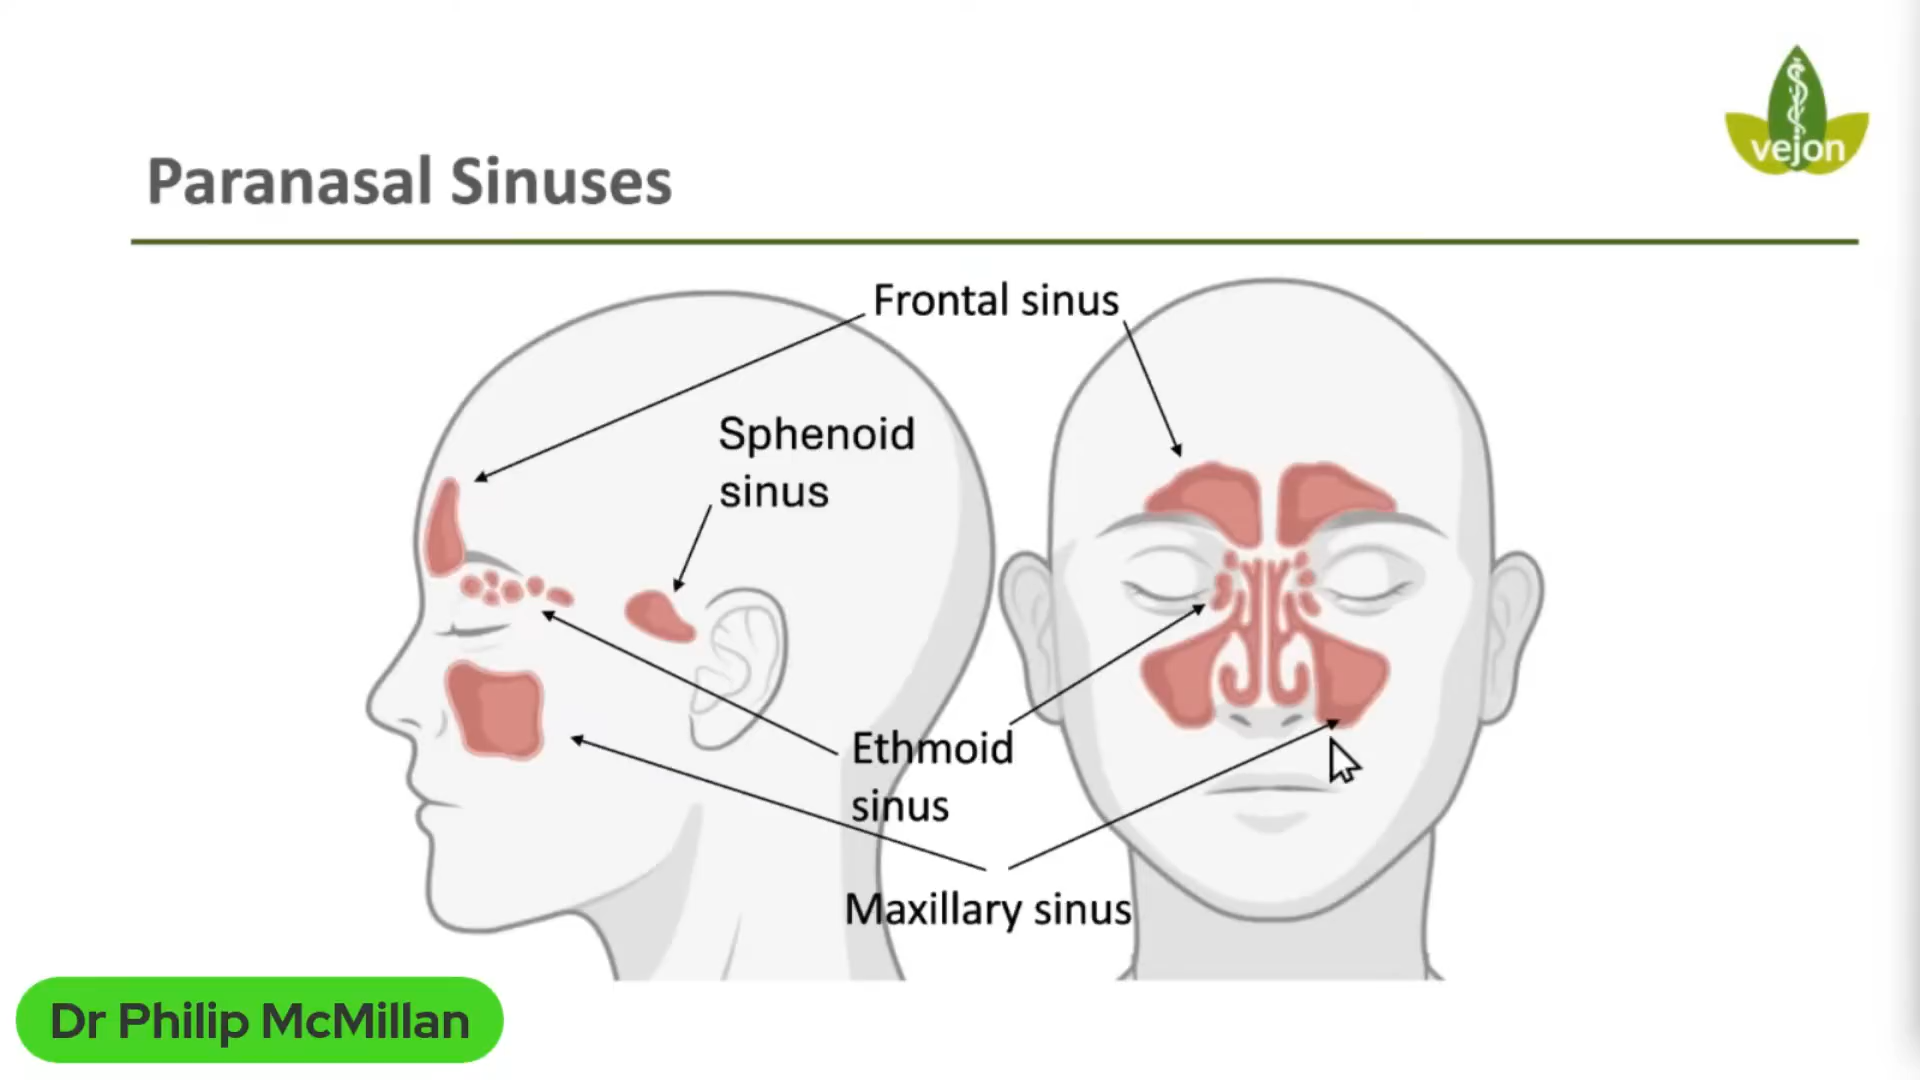 vejon
Paranasal Sinuses
Frontal sinus
Sphenoid
sinus
Ethmoid
sinus
Maxillary sinus
Dr Philip McMillan